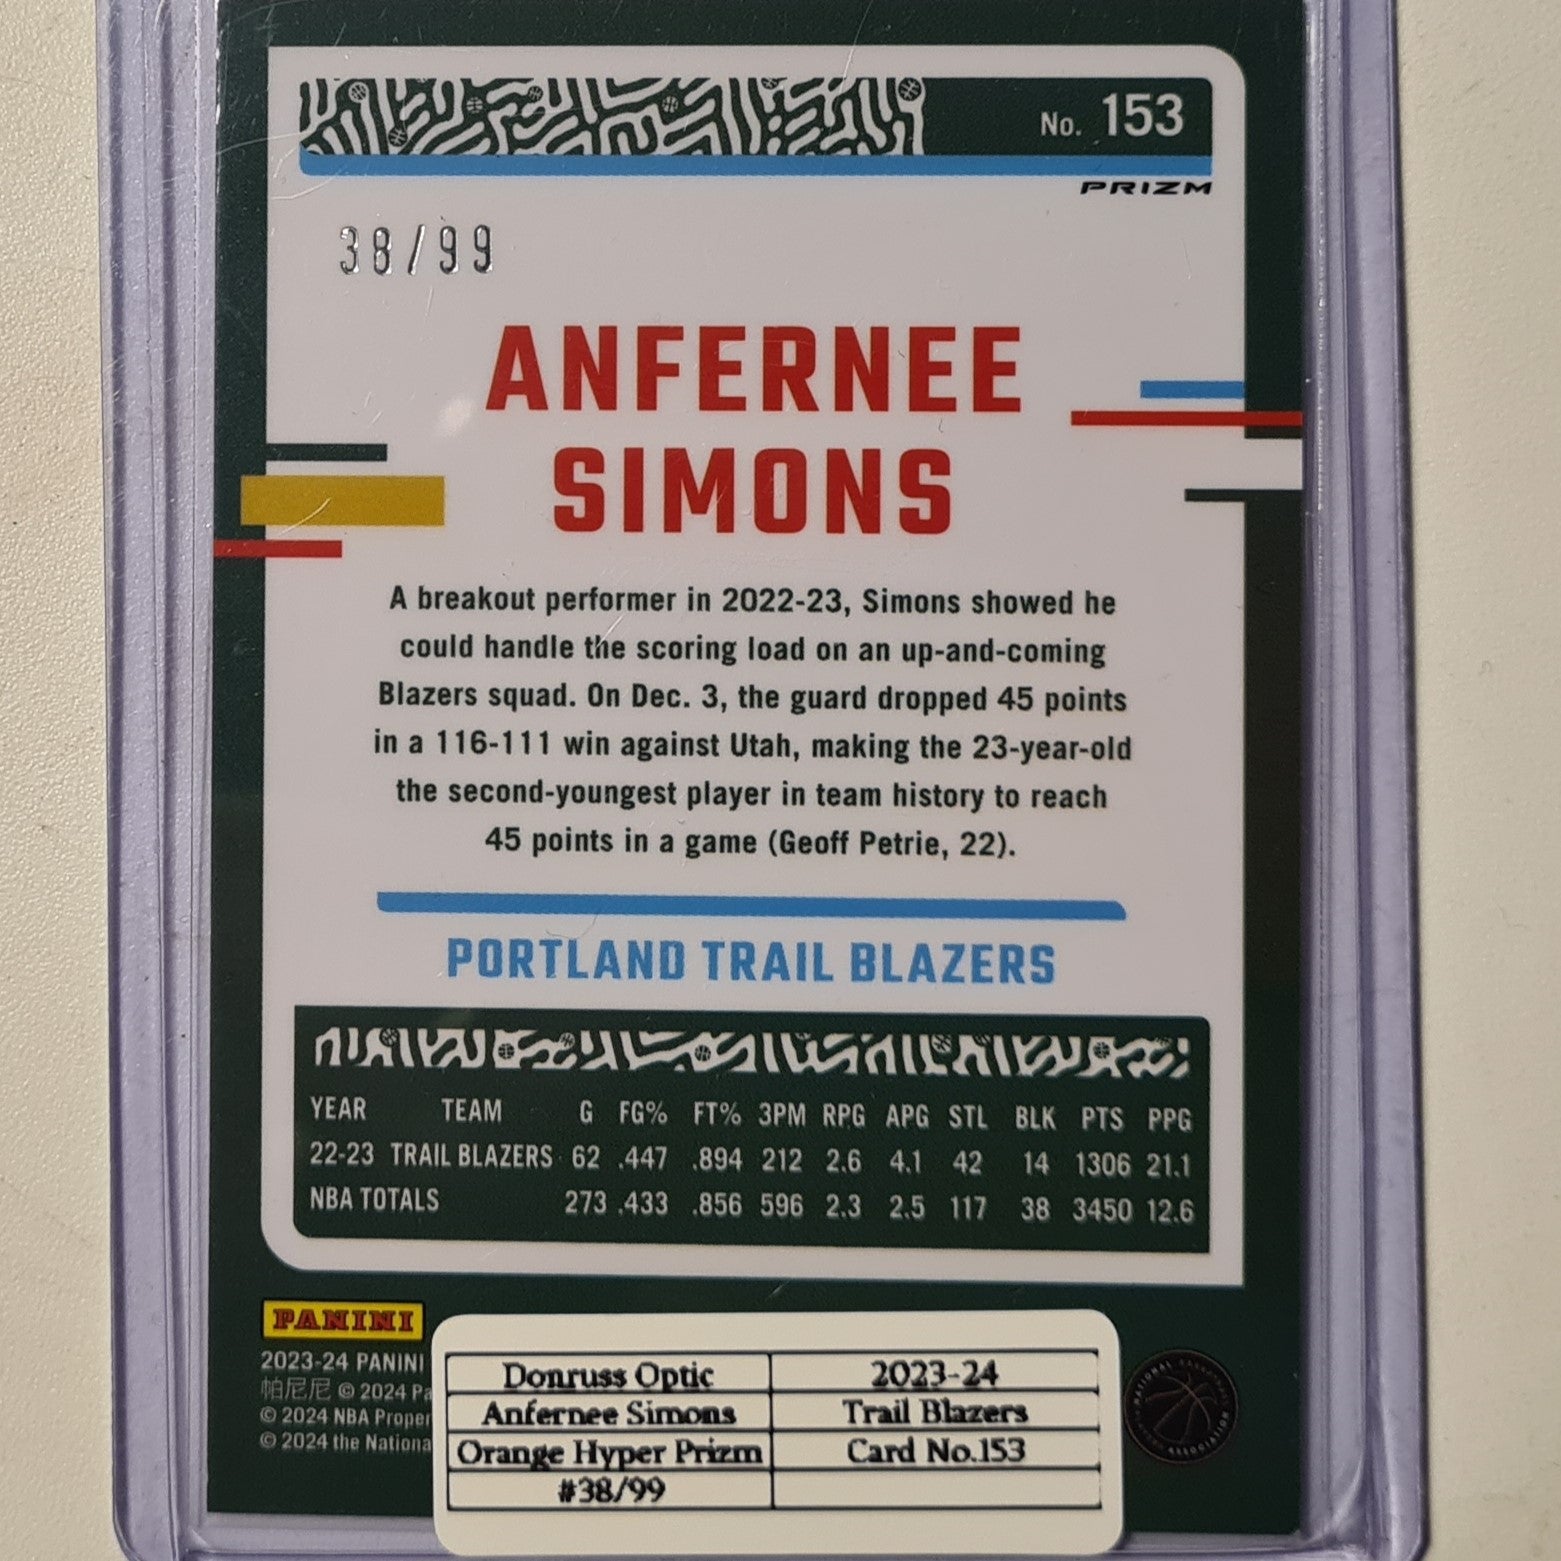 No. 153
PRIZM
38/99
ANFERNEE
SIMONS
A breakout performer in 2022-23, Simons showed he
could handle the scoring load on an up-and-coming
Blazers squad. On Dec. 3, the guard dropped 45 points
in a 116-111 win against Utah, making the 23-year-old
the second-youngest player in team history to reach
45 points in a game (Geoff Petrie, 22).
PORTLAND TRAIL BLAZERS
YEAR TEAM G FG% FT% 3PM RPG APG STL BLK PTS PPG
22-23 TRAIL BLAZERS 62 .447 .894 212 2.6 4.1 42 14 1306 21.1
NBA TOTALS 273 .433 .856 596 2.3 2.5 117 38 3450 12.6
PANINI
2023-24 PANINI
帕尼尼 © 2024 Pa
© 2024 NBA Proper
© 2024 the Nationa
Donruss Optic 2023-24
Anfernee Simons Trail Blazers
Orange Hyper Prizm Card No.153
#38/99
NATIONAL BASKETBALL ASSOCIATION